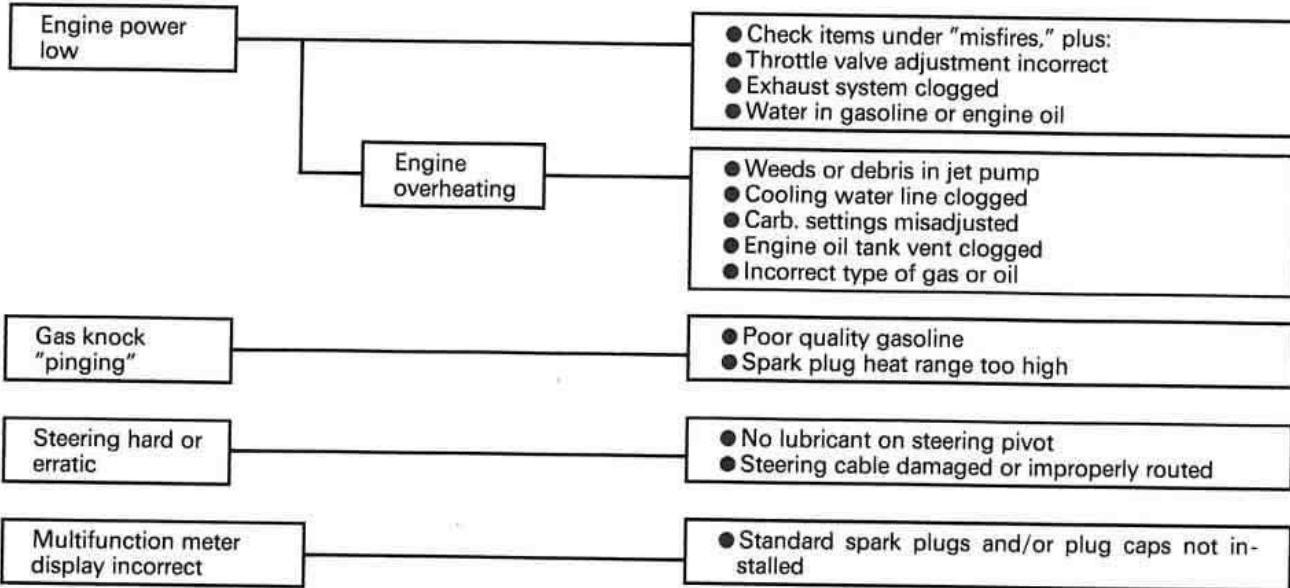 Engine power
low
● Check items under "misfires," plus:
● Throttle valve adjustment incorrect
● Exhaust system clogged
● Water in gasoline or engine oil
Engine
overheating
● Weeds or debris in jet pump
● Cooling water line clogged
● Carb. settings misadjusted
● Engine oil tank vent clogged
● Incorrect type of gas or oil
Gas knock
"pinging"
● Poor quality gasoline
● Spark plug heat range too high
Steering hard or
erratic
● No lubricant on steering pivot
● Steering cable damaged or improperly routed
Multifunction meter
display incorrect
● Standard spark plugs and/or plug caps not in-
stalled